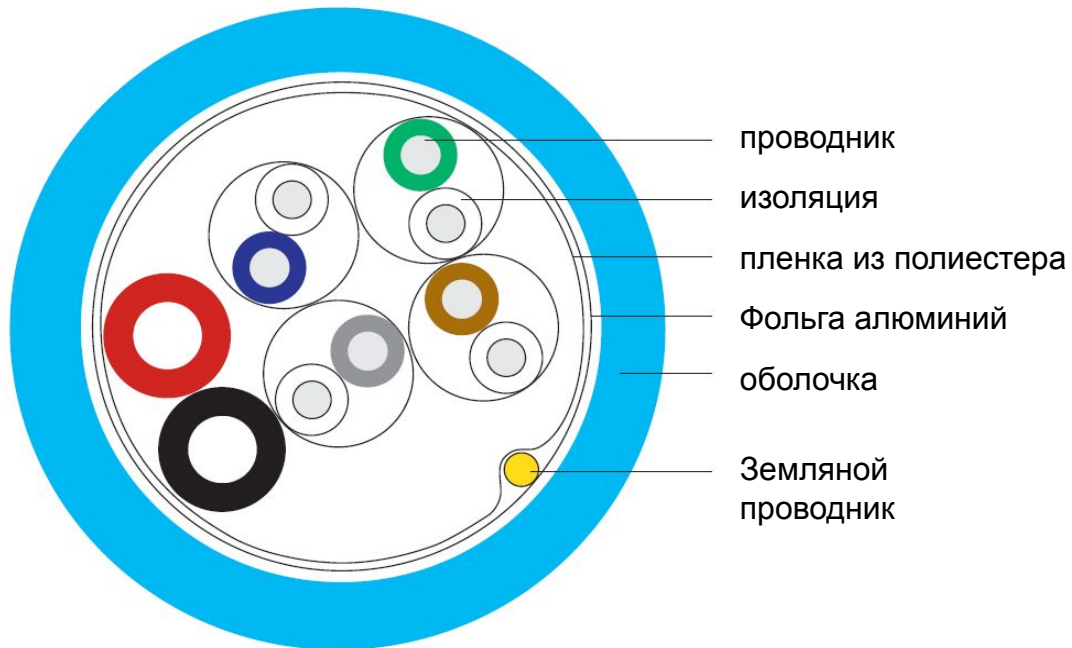 проводник
изоляция
пленка из полиестера
Фольга алюминий
оболочка
Земляной
проводник